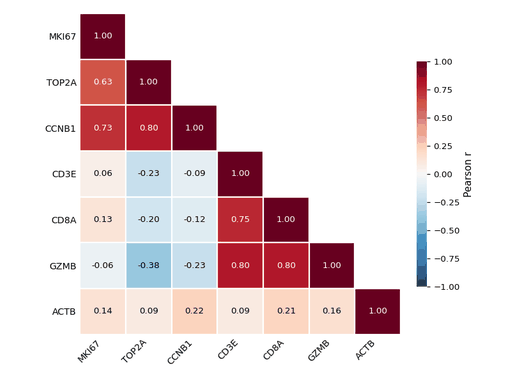 MKI67 1.00
TOP2A 0.63 1.00
CCNB1 0.73 0.80 1.00
CD3E 0.06 -0.23 -0.09 1.00
CD8A 0.13 -0.20 -0.12 0.75 1.00
GZMB -0.06 -0.38 -0.23 0.80 0.80 1.00
ACTB 0.14 0.09 0.22 0.09 0.21 0.16 1.00
MKI67 TOP2A CCNB1 CD3E CD8A GZMB ACTB
1.00
0.75
0.50
0.25
0.00
−0.25
−0.50
−0.75
−1.00
Pearson r